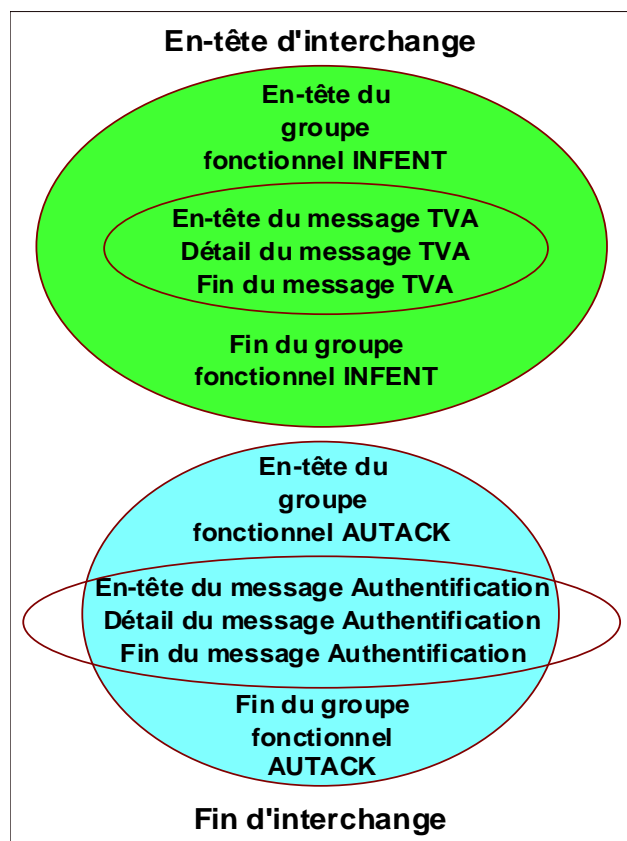 En-tête d'interchange
En-tête du
groupe
fonctionnel INFENT
En-tête du message TVA
Détail du message TVA
Fin du message TVA
Fin du groupe
fonctionnel INFENT
En-tête du
groupe
fonctionnel AUTACK
En-tête du message Authentification
Détail du message Authentification
Fin du message Authentification
Fin du groupe
fonctionnel
AUTACK
Fin d'interchange